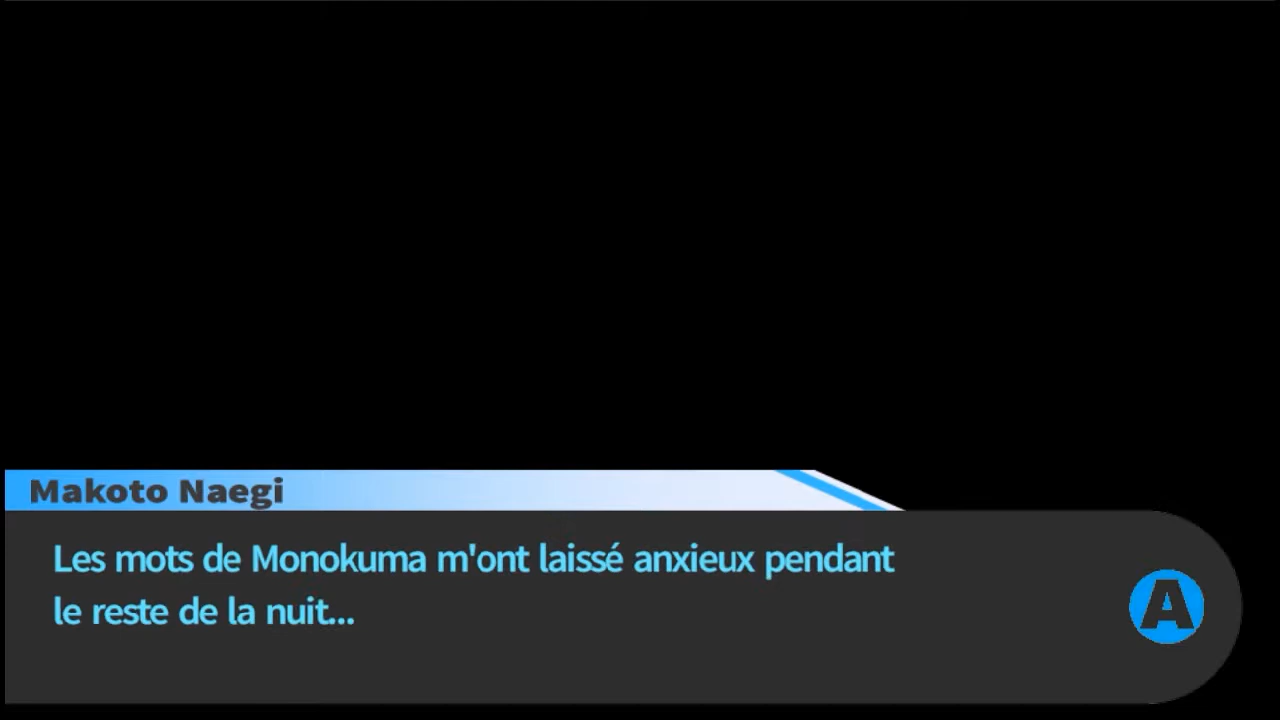 Makoto Naegi
Les mots de Monokuma m'ont laissé anxieux pendant
le reste de la nuit...
A